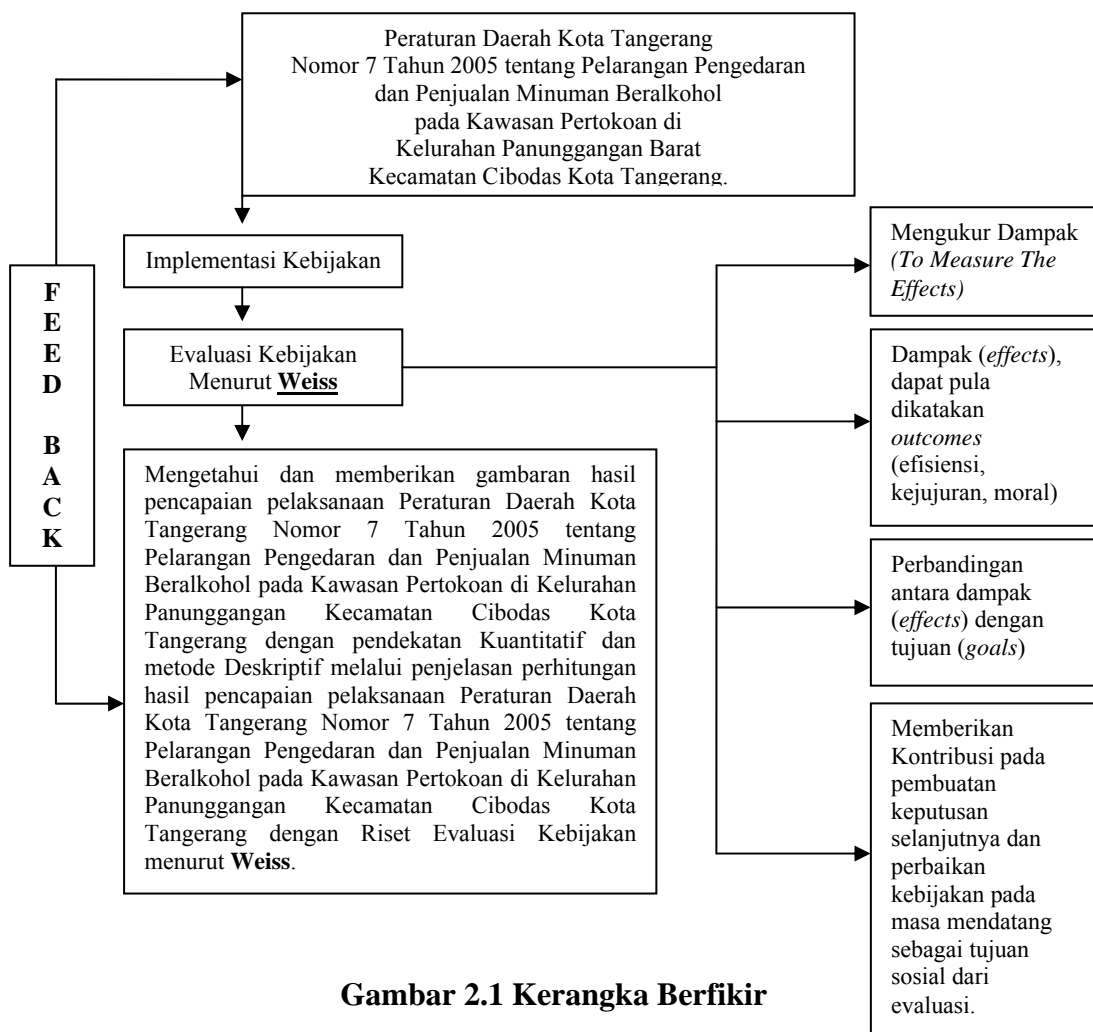 Peraturan Daerah Kota Tangerang
Nomor 7 Tahun 2005 tentang Pelarangan Pengedaran
dan Penjualan Minuman Beralkohol
pada Kawasan Pertokoan di
Kelurahan Panunggangan Barat
Kecamatan Cibodas Kota Tangerang.
F
E
E
D
B
A
C
K
Implementasi Kebijakan
Evaluasi Kebijakan
Menurut Weiss
Mengetahui dan memberikan gambaran hasil
pencapaian pelaksanaan Peraturan Daerah Kota
Tangerang Nomor 7 Tahun 2005 tentang
Pelarangan Pengedaran dan Penjualan Minuman
Beralkohol pada Kawasan Pertokoan di Kelurahan
Panunggangan Kecamatan Cibodas Kota
Tangerang dengan pendekatan Kuantitatif dan
metode Deskriptif melalui penjelasan perhitungan
hasil pencapaian pelaksanaan Peraturan Daerah
Kota Tangerang Nomor 7 Tahun 2005 tentang
Pelarangan Pengedaran dan Penjualan Minuman
Beralkohol pada Kawasan Pertokoan di Kelurahan
Panunggangan Kecamatan Cibodas Kota
Tangerang dengan Riset Evaluasi Kebijakan
menurut Weiss.
Mengukur Dampak
(To Measure The
Effects)
Dampak (effects),
dapat pula
dikatakan
outcomes
(efisiensi,
kejujuran, moral)
Perbandingan
antara dampak
(effects) dengan
tujuan (goals)
Memberikan
Kontribusi pada
pembuatan
keputusan
selanjutnya dan
perbaikan
kebijakan pada
masa mendatang
sebagai tujuan
sosial dari
evaluasi.
Gambar 2.1 Kerangka Berfikir